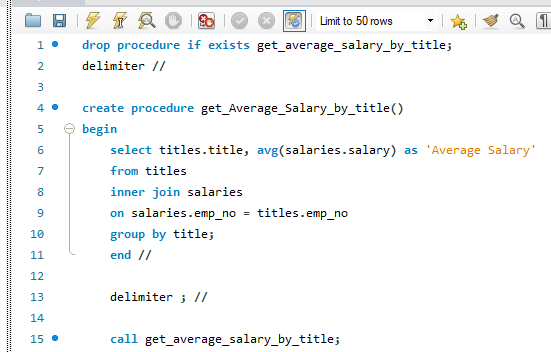 Limit to 50 rows
1 drop procedure if exists get_average_salary_by_title;
2 delimiter //
3
4 create procedure get_Average_Salary_by_title()
5 begin
6 select titles.title, avg(salaries.salary) as 'Average Salary'
7 from titles
8 inner join salaries
9 on salaries.emp_no = titles.emp_no
10 group by title;
11 end //
12
13 delimiter ; //
14
15 call get_average_salary_by_title;